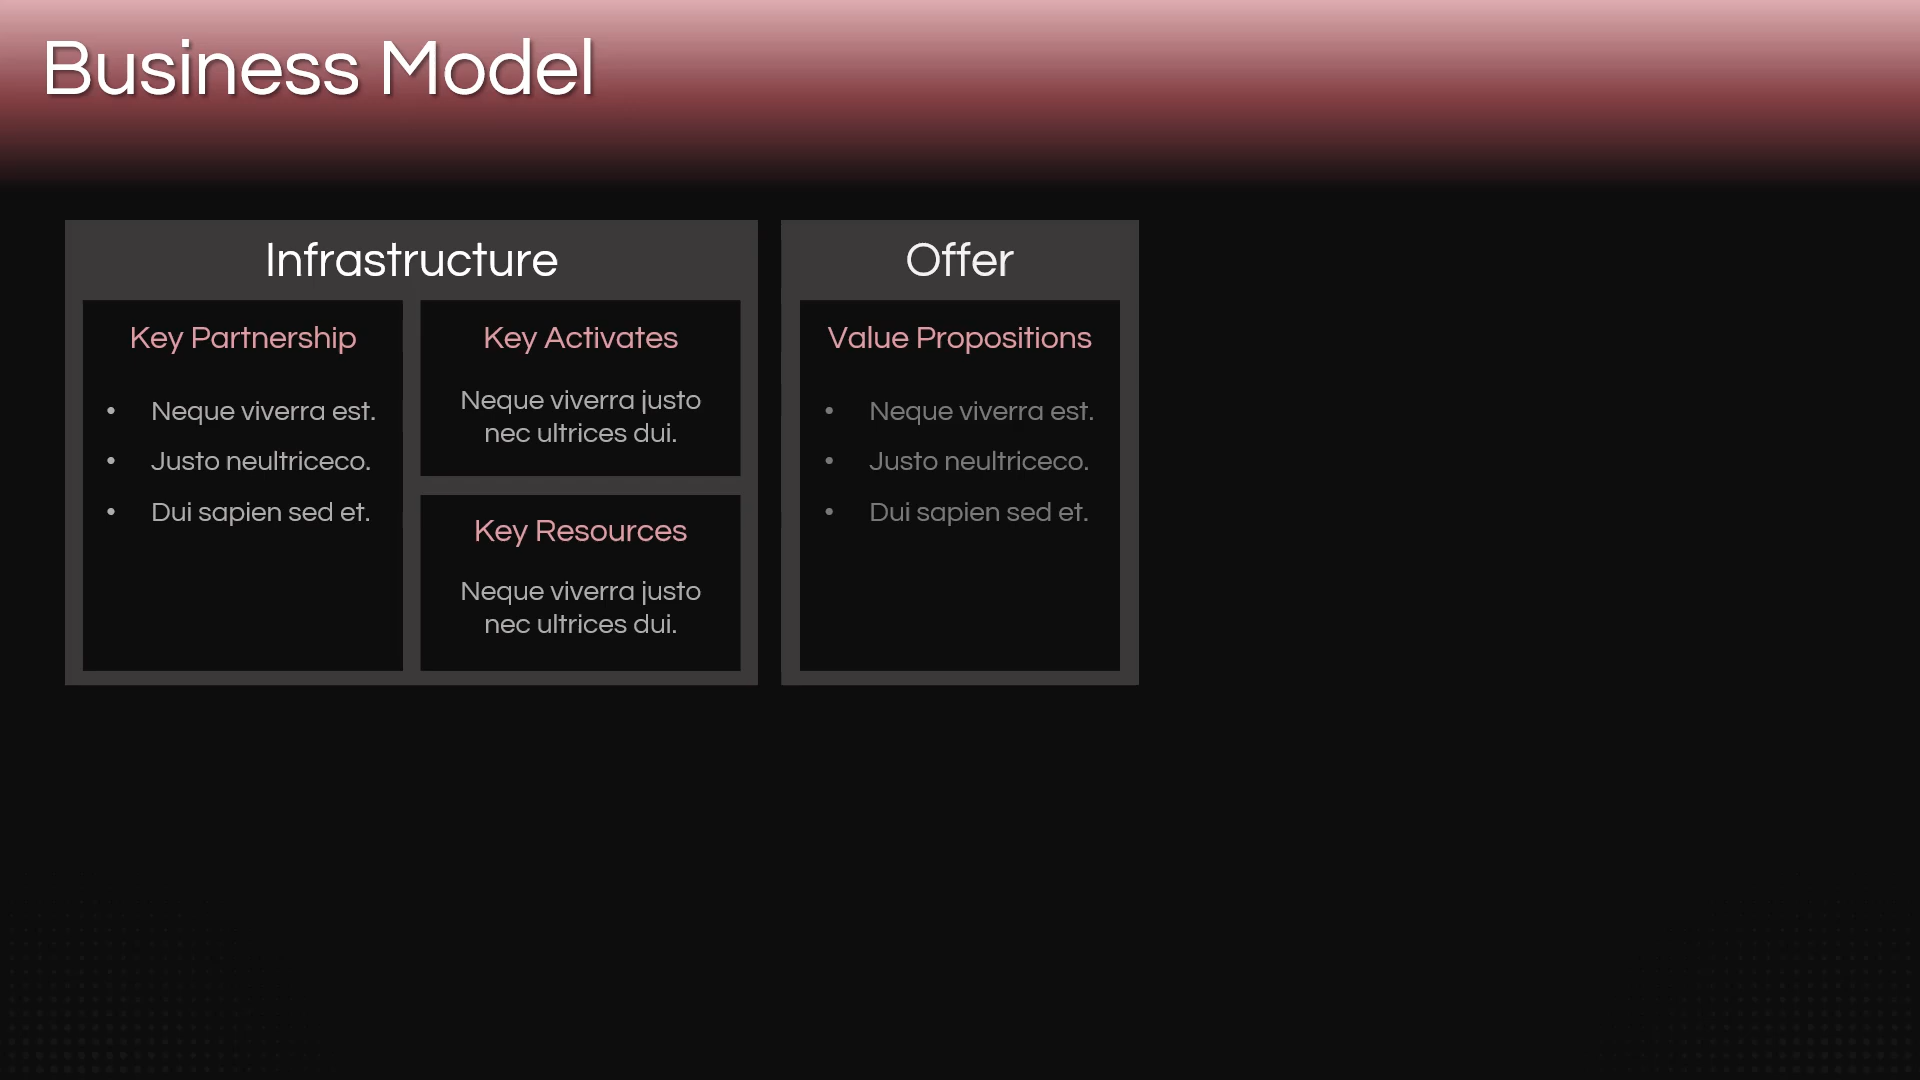 Business Model
Infrastructure
Key Partnership
• Neque viverra est.
• Justo neultriceco.
• Dui sapien sed et.
Key Activates
Neque viverra justo
nec ultrices dui.
Key Resources
Neque viverra justo
nec ultrices dui.
Offer
Value Propositions
• Neque viverra est.
• Justo neultriceco.
• Dui sapien sed et.